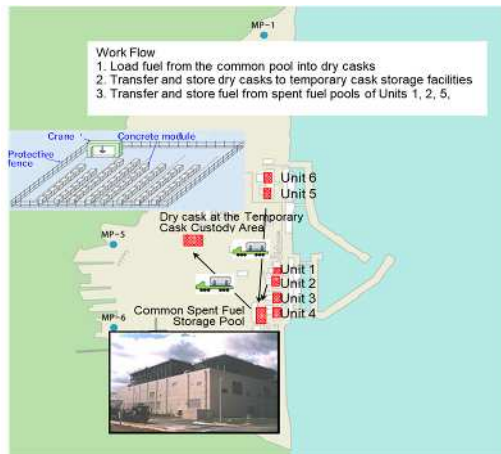 MP-1
Work Flow
1. Load fuel from the common pool into dry casks
2. Transfer and store dry casks to temporary cask storage facilities
3. Transfer and store fuel from spent fuel pools of Units 1, 2, 5,
Crane
Concrete module
Protective
fence
Unit 6
Unit 5
Dry cask at the Temporary
Cask Custody Area
MP-5
Unit 1
Unit 2
Unit 3
Unit 4
Common Spent Fuel
Storage Pool
MP-6